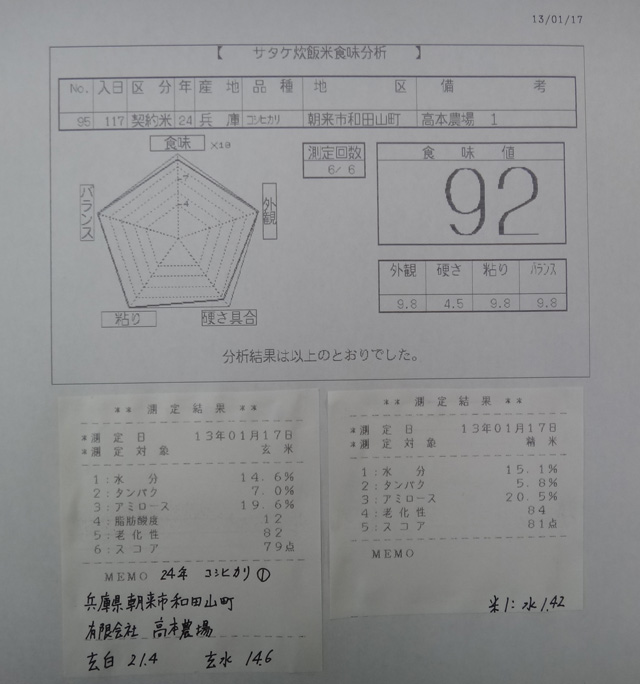 13/01/17
【 サタケ炊飯米食味分析 】
No. 入日 区分 年 産地 品種 地区 備考
95 117 契約米 24 兵庫 コシヒカリ 朝来市和田山町 高本農場 1
食味 ×10
測定回数
6/ 6
食味値
92
バランス
外観
7
4
粘り
硬さ具合
外観 硬さ 粘り バランス
9.8 4.5 9.8 9.8
分析結果は以上のとおりでした。
** 測定結果 **
*測定日 13年01月17日
*測定対象 玄米
1:水分 14.6%
2:タンパク 7.0%
3:アミロース 19.6%
4:脂肪酸度 12
5:老化性 82
6:スコア 79点
MEMO 24年 コシヒカリ ①
兵庫県朝来市和田山町
有限会社 高本農場
玄白 21.4 玄水 14.6
** 測定結果 **
*測定日 13年01月17日
*測定対象 精米
1:水分 15.1%
2:タンパク 5.8%
3:アミロース 20.5%
4:老化性 84
5:スコア 81点
MEMO
米1:水1.42